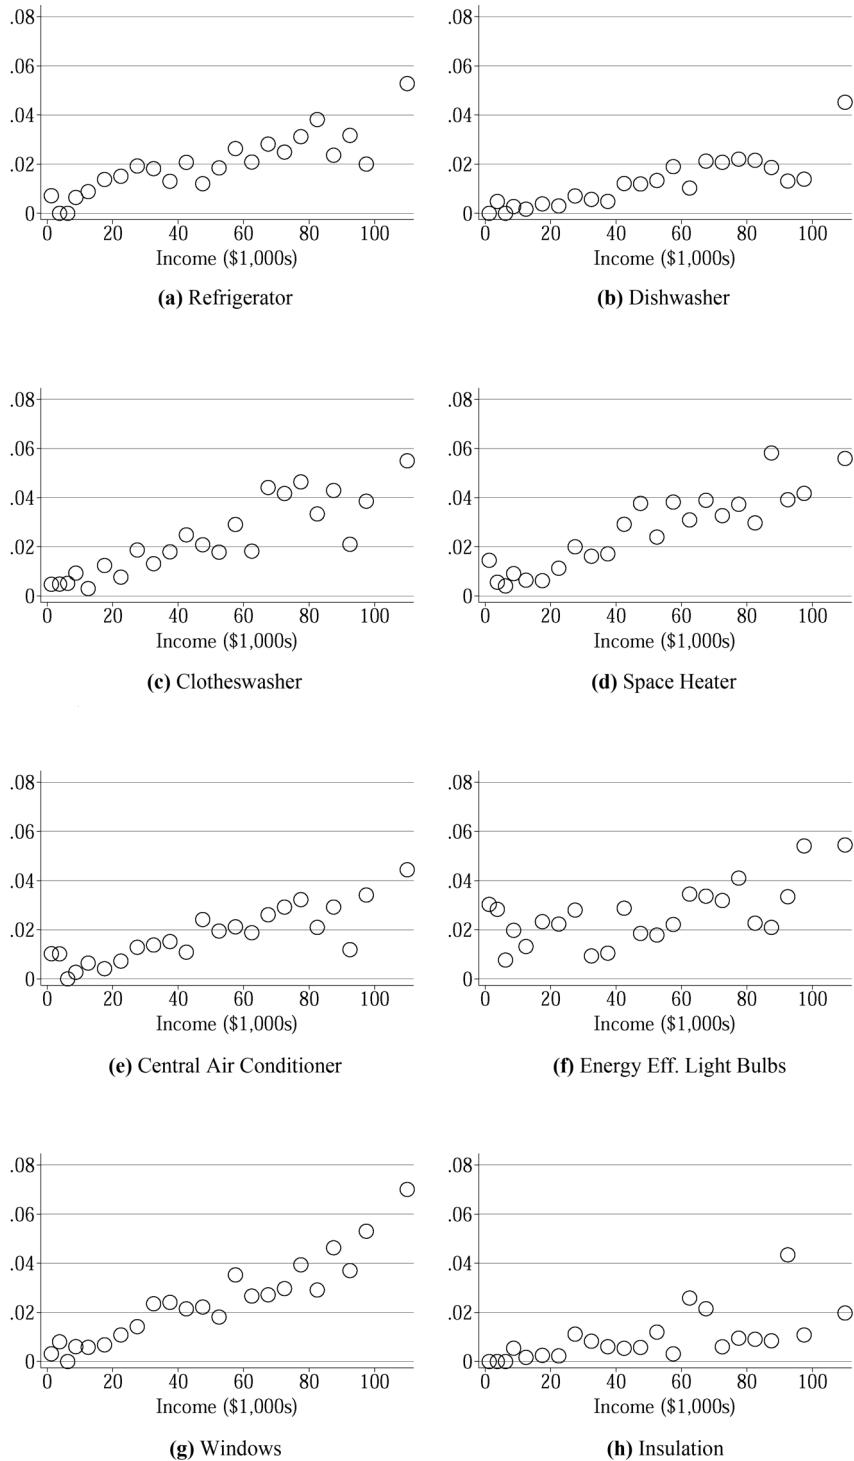 .08 .08
.06 .06
.04 .04
.02 .02
0 0
0 20 40 60 80 100 0 20 40 60 80 100
Income ($1,000s) Income ($1,000s)
(a) Refrigerator (b) Dishwasher
.08 .08
.06 .06
.04 .04
.02 .02
0 0
0 20 40 60 80 100 0 20 40 60 80 100
Income ($1,000s) Income ($1,000s)
(c) Clotheswasher (d) Space Heater
.08 .08
.06 .06
.04 .04
.02 .02
0 0
0 20 40 60 80 100 0 20 40 60 80 100
Income ($1,000s) Income ($1,000s)
(e) Central Air Conditioner (f) Energy Eff. Light Bulbs
.08 .08
.06 .06
.04 .04
.02 .02
0 0
0 20 40 60 80 100 0 20 40 60 80 100
Income ($1,000s) Income ($1,000s)
(g) Windows (h) Insulation